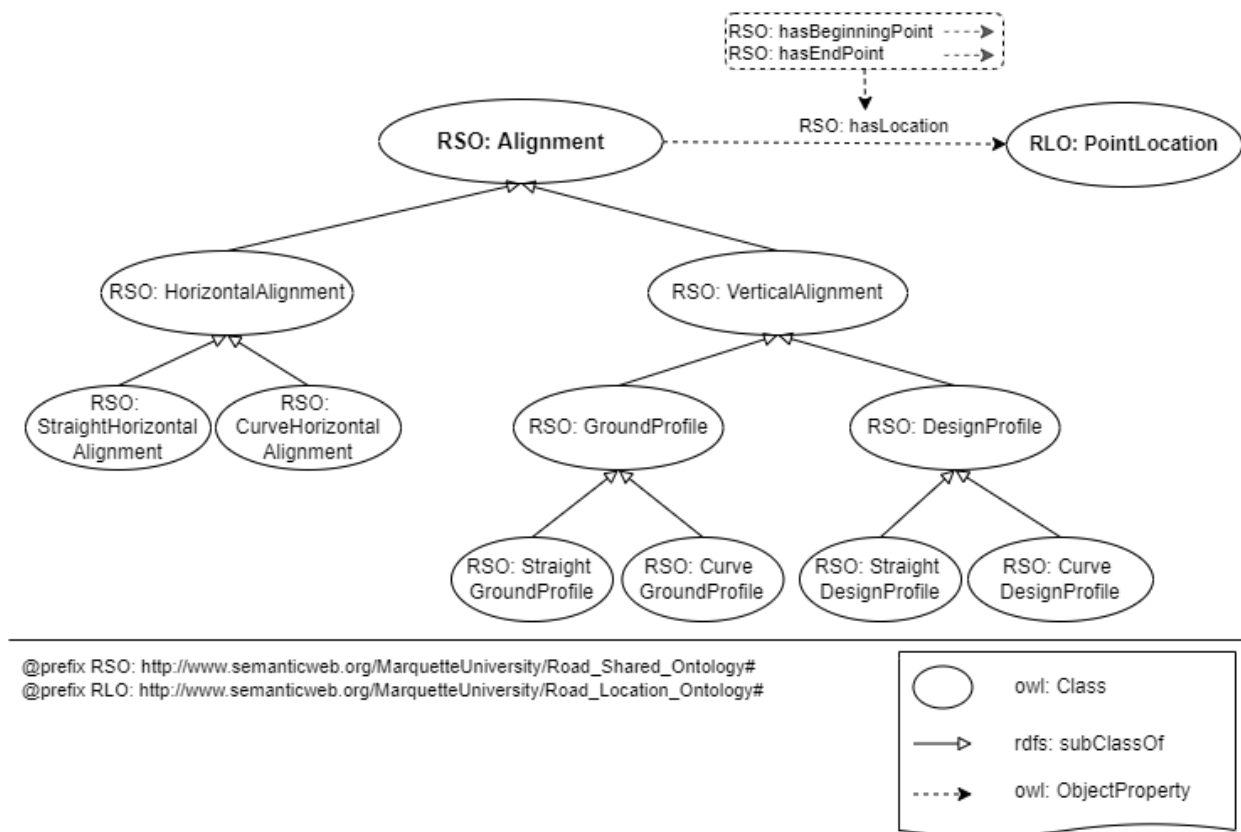 RSO: hasBeginningPoint
RSO: hasEndPoint
RSO: hasLocation
RSO: Alignment
RLO: PointLocation
RSO: HorizontalAlignment
RSO: VerticalAlignment
RSO:
StraightHorizontal
Alignment
RSO:
CurveHorizontal
Alignment
RSO: GroundProfile
RSO: DesignProfile
RSO: Straight
GroundProfile
RSO: Curve
GroundProfile
RSO: Straight
DesignProfile
RSO: Curve
DesignProfile
@prefix RSO: http://www.semanticweb.org/MarquetteUniversity/Road_Shared_Ontology#
@prefix RLO: http://www.semanticweb.org/MarquetteUniversity/Road_Location_Ontology#
owl: Class
rdfs: subClassOf
owl: ObjectProperty